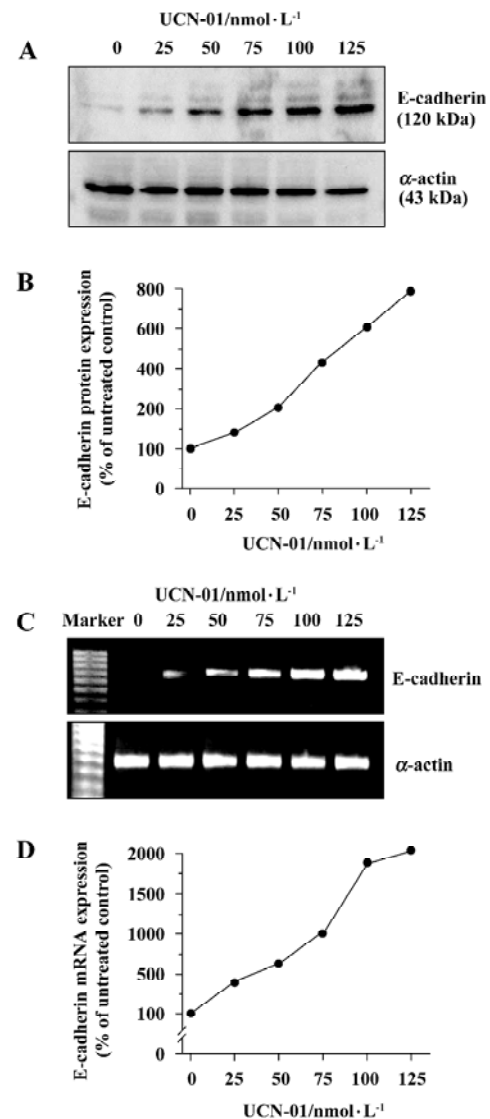 UCN-01/nmol·L⁻¹
A
0 25 50 75 100 125
E-cadherin
(120 kDa)
α-actin
(43 kDa)
B
E-cadherin protein expression
(% of untreated control)
800
600
400
200
100
0
0 25 50 75 100 125
UCN-01/nmol·L⁻¹
UCN-01/nmol·L⁻¹
C
Marker 0 25 50 75 100 125
E-cadherin
α-actin
D
E-cadherin mRNA expression
(% of untreated control)
2000
1000
500
100
0
0 25 50 75 100 125
UCN-01/nmol·L⁻¹